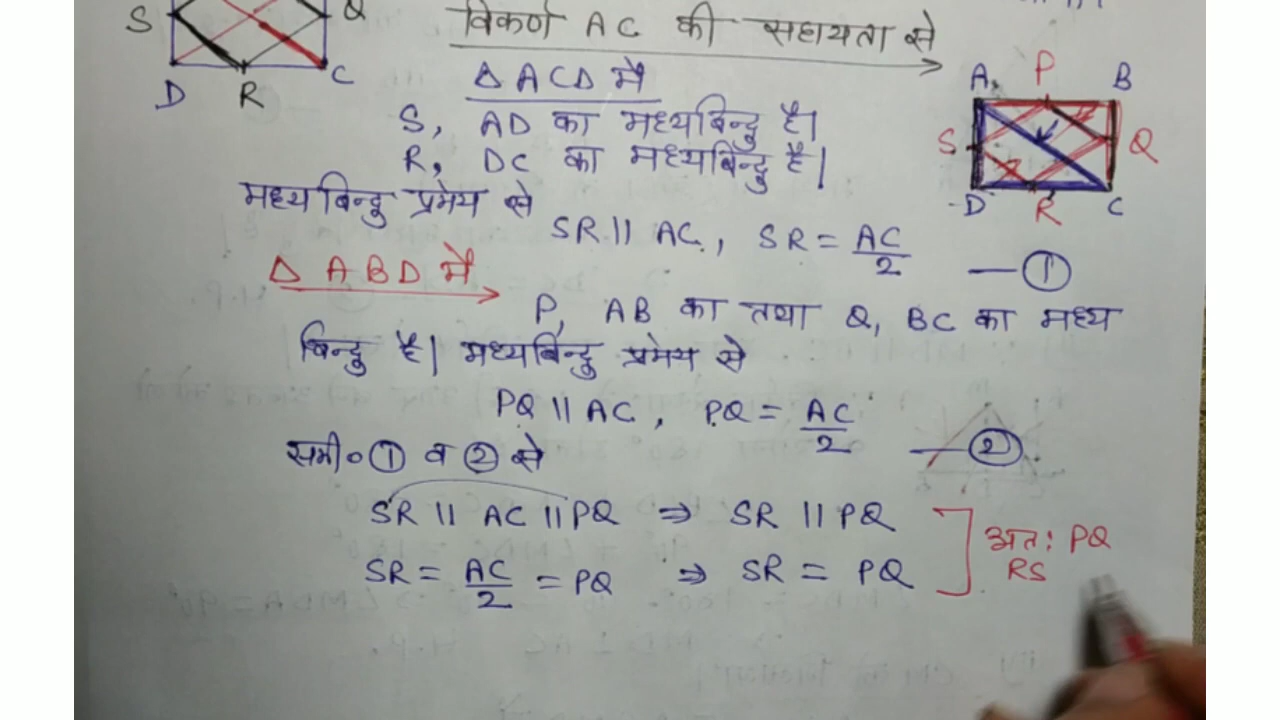 S Q
विकर्ण AC की सहायता से
D R C
Δ ACD में
A P B
S, AD का मध्यबिन्दु है।
S Q
R, DC का मध्यबिन्दु है।
D R C
मध्यबिन्दु प्रमेय से
SR || AC, SR = AC/2 — ①
Δ ABD में
P, AB का तथा Q, BC का मध्य
बिन्दु है। मध्यबिन्दु प्रमेय से
PQ || AC, PQ = AC/2 — ②
समी० ① व ② से
SR || AC || PQ ⇒ SR || PQ
SR = AC/2 = PQ ⇒ SR = PQ
अतः PQ
RS